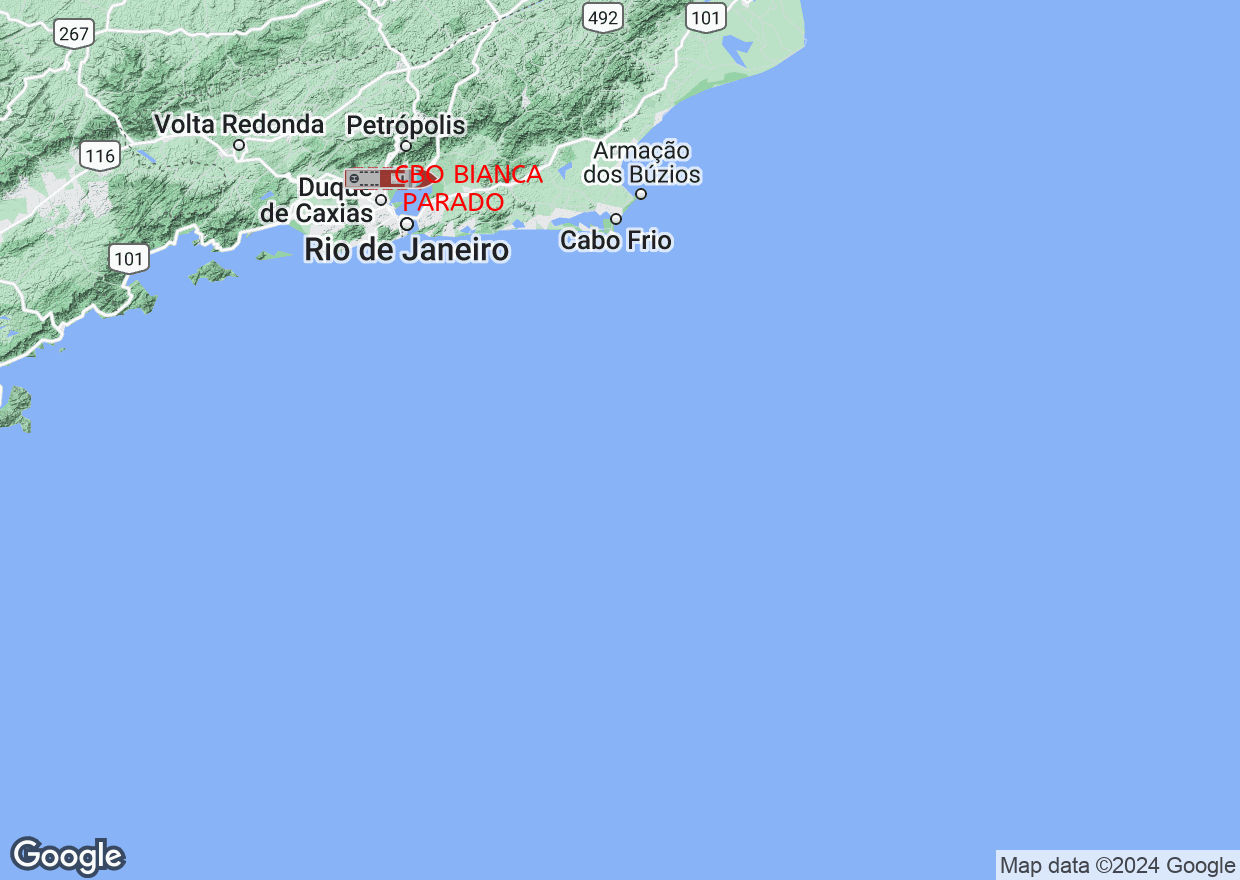 492
101
267
Volta Redonda
Petrópolis
116
Armação
dos Búzios
CBO BIANCA
PARADO
Duque
de Caxias
Rio de Janeiro
Cabo Frio
101
Google
Map data ©2024 Google